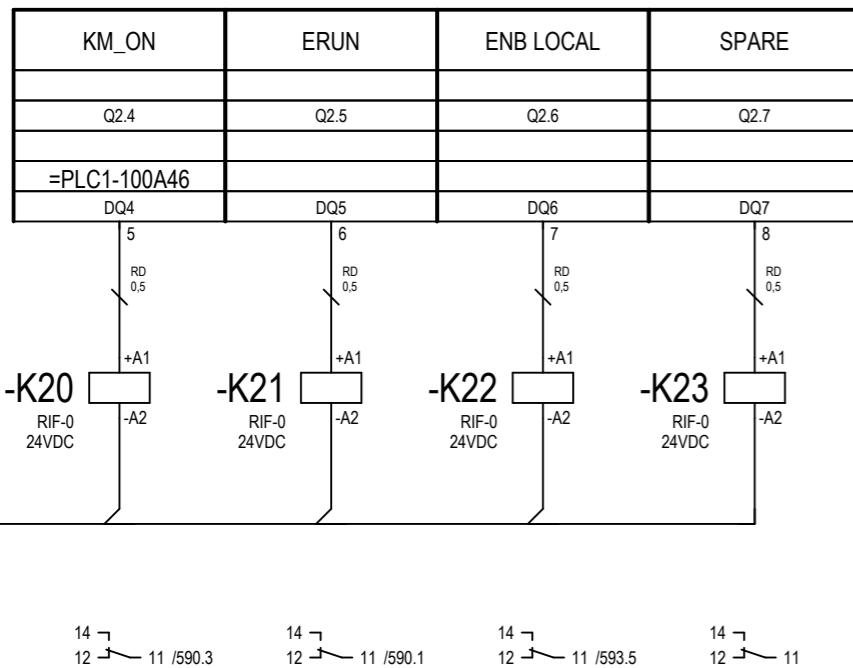 KM_ON ERUN ENB LOCAL SPARE
Q2.4 Q2.5 Q2.6 Q2.7
=PLC1-100A46
DQ4 DQ5 DQ6 DQ7
5 6 7 8
RD RD RD RD
0,5 0,5 0,5 0,5
+A1 +A1 +A1 +A1
-K20 -K21 -K22 -K23
-A2 -A2 -A2 -A2
RIF-0 RIF-0 RIF-0 RIF-0
24VDC 24VDC 24VDC 24VDC
14 14 14 14
12 11 /590.3 12 11 /590.1 12 11 /593.5 12 11